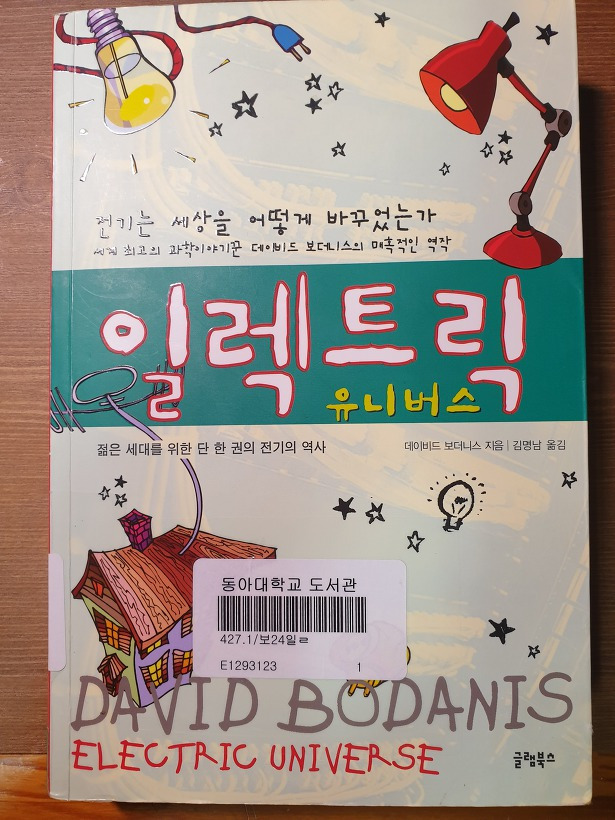 전기는 세상을 어떻게 바꾸었는가
세계 최고의 과학이야기꾼 데이비드 보더니스의 매혹적인 역작
일렉트릭
유니버스
젊은 세대를 위한 단 한 권의 전기의 역사
데이비드 보더니스 지음 | 김명남 옮김
동아대학교 도서관
427.1/보24일ㄹ
E1293123 1
DAVID BODANIS
ELECTRIC UNIVERSE
글램북스